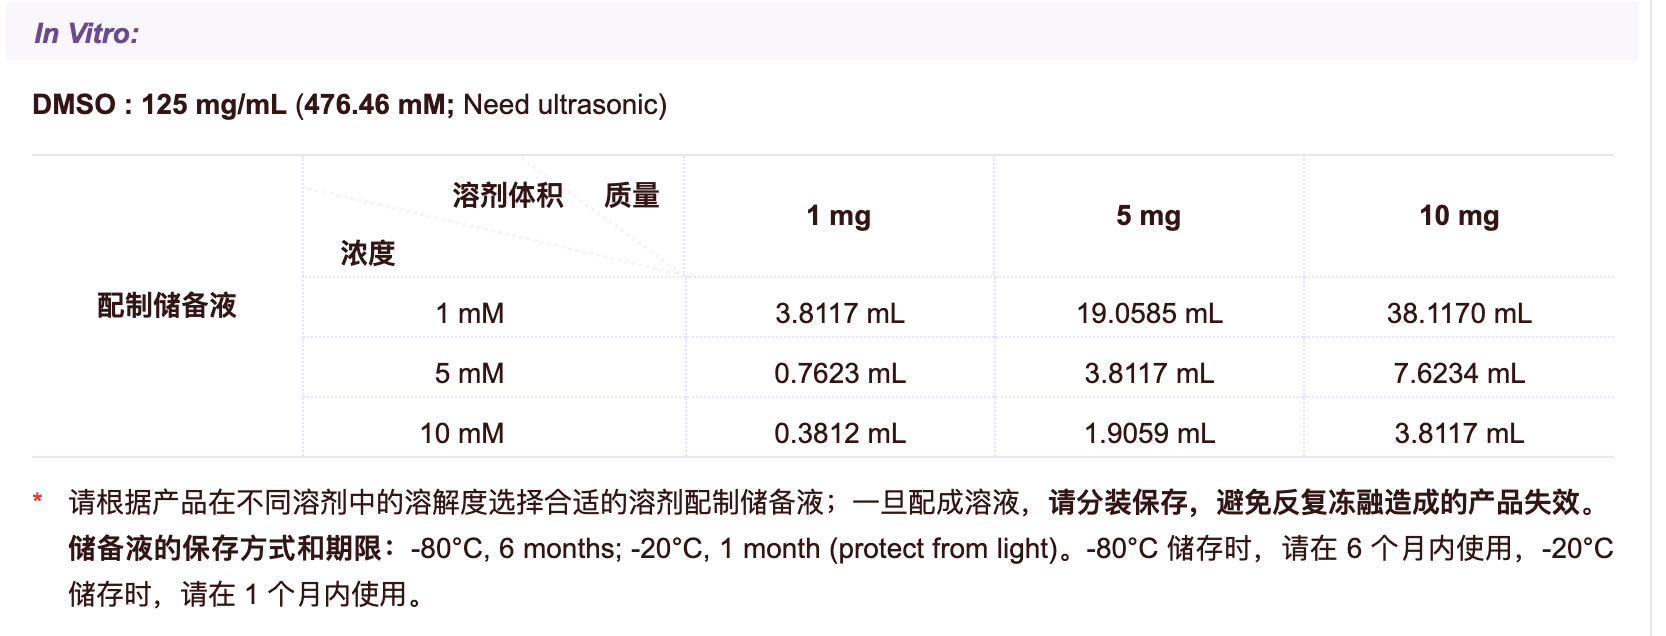 In Vitro:
DMSO : 125 mg/mL (476.46 mM; Need ultrasonic)
溶剂体积 质量
浓度
1 mg 5 mg 10 mg
配制储备液
1 mM 3.8117 mL 19.0585 mL 38.1170 mL
5 mM 0.7623 mL 3.8117 mL 7.6234 mL
10 mM 0.3812 mL 1.9059 mL 3.8117 mL
* 请根据产品在不同溶剂中的溶解度选择合适的溶剂配制储备液；一旦配成溶液，请分装保存，避免反复冻融造成的产品失效。
储备液的保存方式和期限：-80°C, 6 months; -20°C, 1 month (protect from light)。-80°C 储存时，请在 6 个月内使用，-20°C
储存时，请在 1 个月内使用。